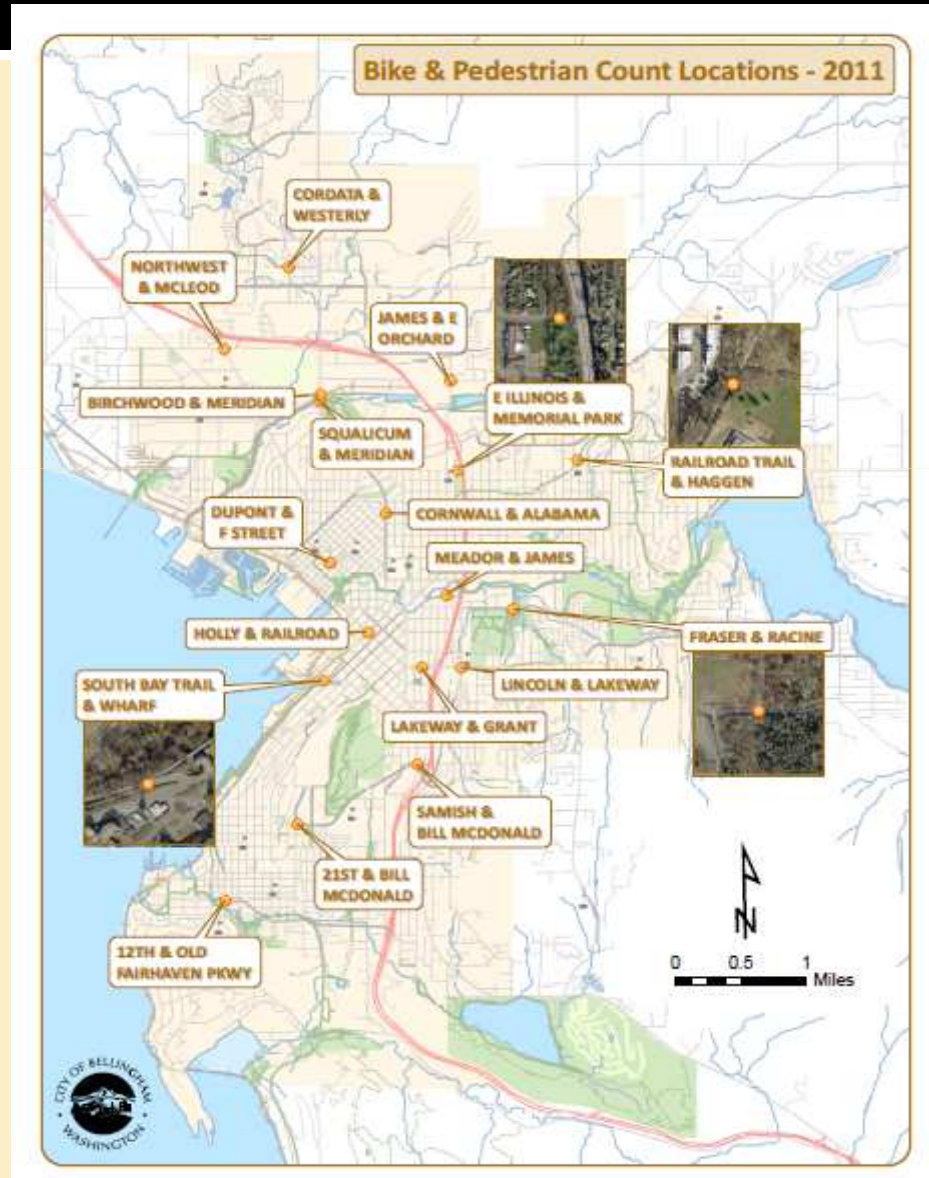 Bike & Pedestrian Count Locations - 2011
CORDATA &
WESTERLY
NORTHWEST
& MCLEOD
JAMES & E
ORCHARD
BIRCHWOOD & MERIDIAN
E ILLINOIS &
MEMORIAL PARK
SQUALICUM
& MERIDIAN
RAILROAD TRAIL
& HAGGEN
DUPONT &
F STREET
CORNWALL & ALABAMA
MEADOR & JAMES
HOLLY & RAILROAD
FRASER & RACINE
SOUTH BAY TRAIL
& WHARF
LINCOLN & LAKEWAY
LAKEWAY & GRANT
SAMISH &
BILL MCDONALD
21ST & BILL
MCDONALD
12TH & OLD
FAIRHAVEN PKWY
N
0 0.5 1
Miles
CITY OF BELLINGHAM
WASHINGTON